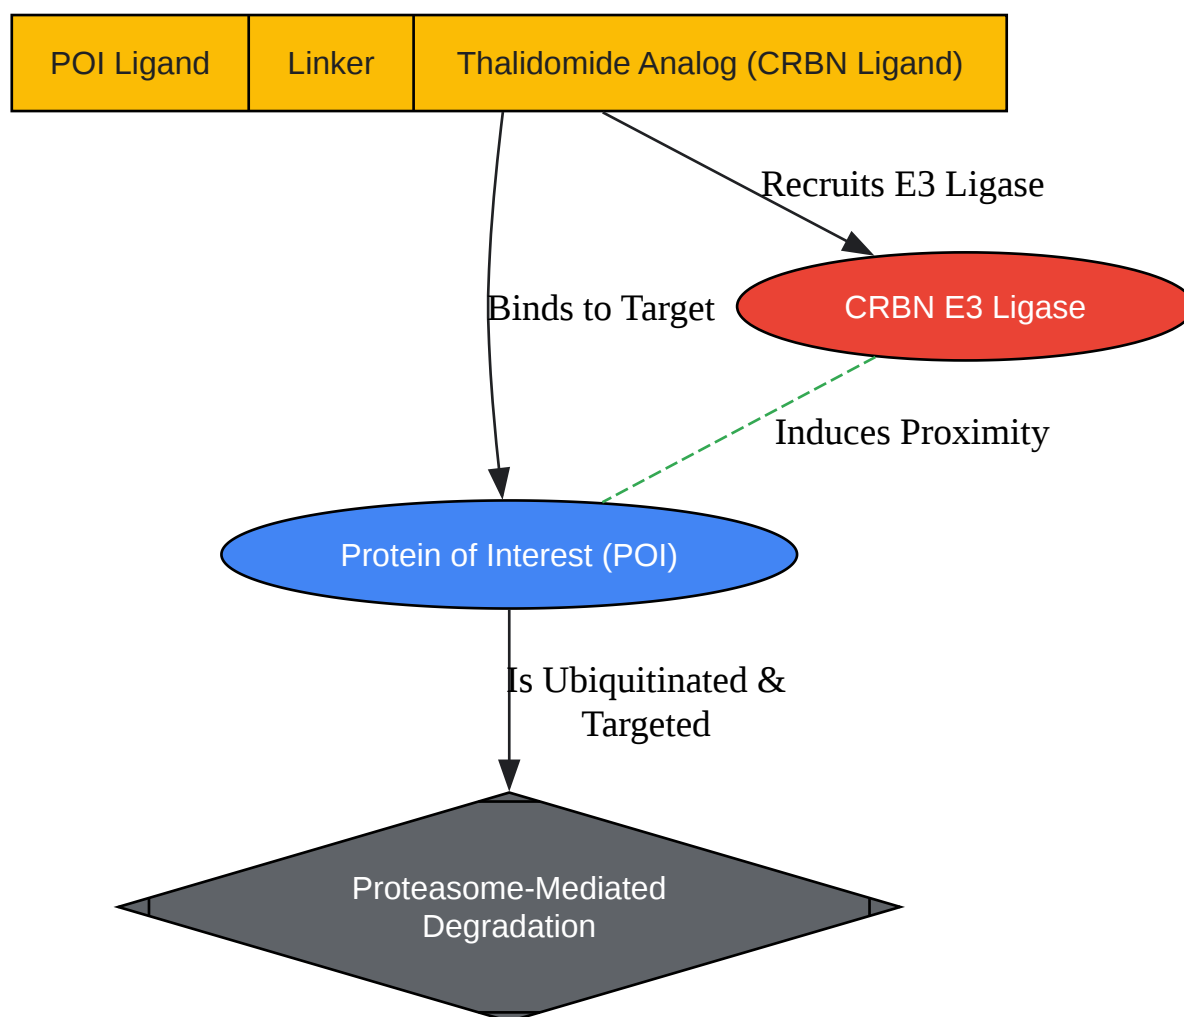 POI Ligand
Linker
Thalidomide Analog (CRBN Ligand)
Recruits E3 Ligase
Binds to Target
CRBN E3 Ligase
Induces Proximity
Protein of Interest (POI)
Is Ubiquitinated &
Targeted
Proteasome-Mediated
Degradation